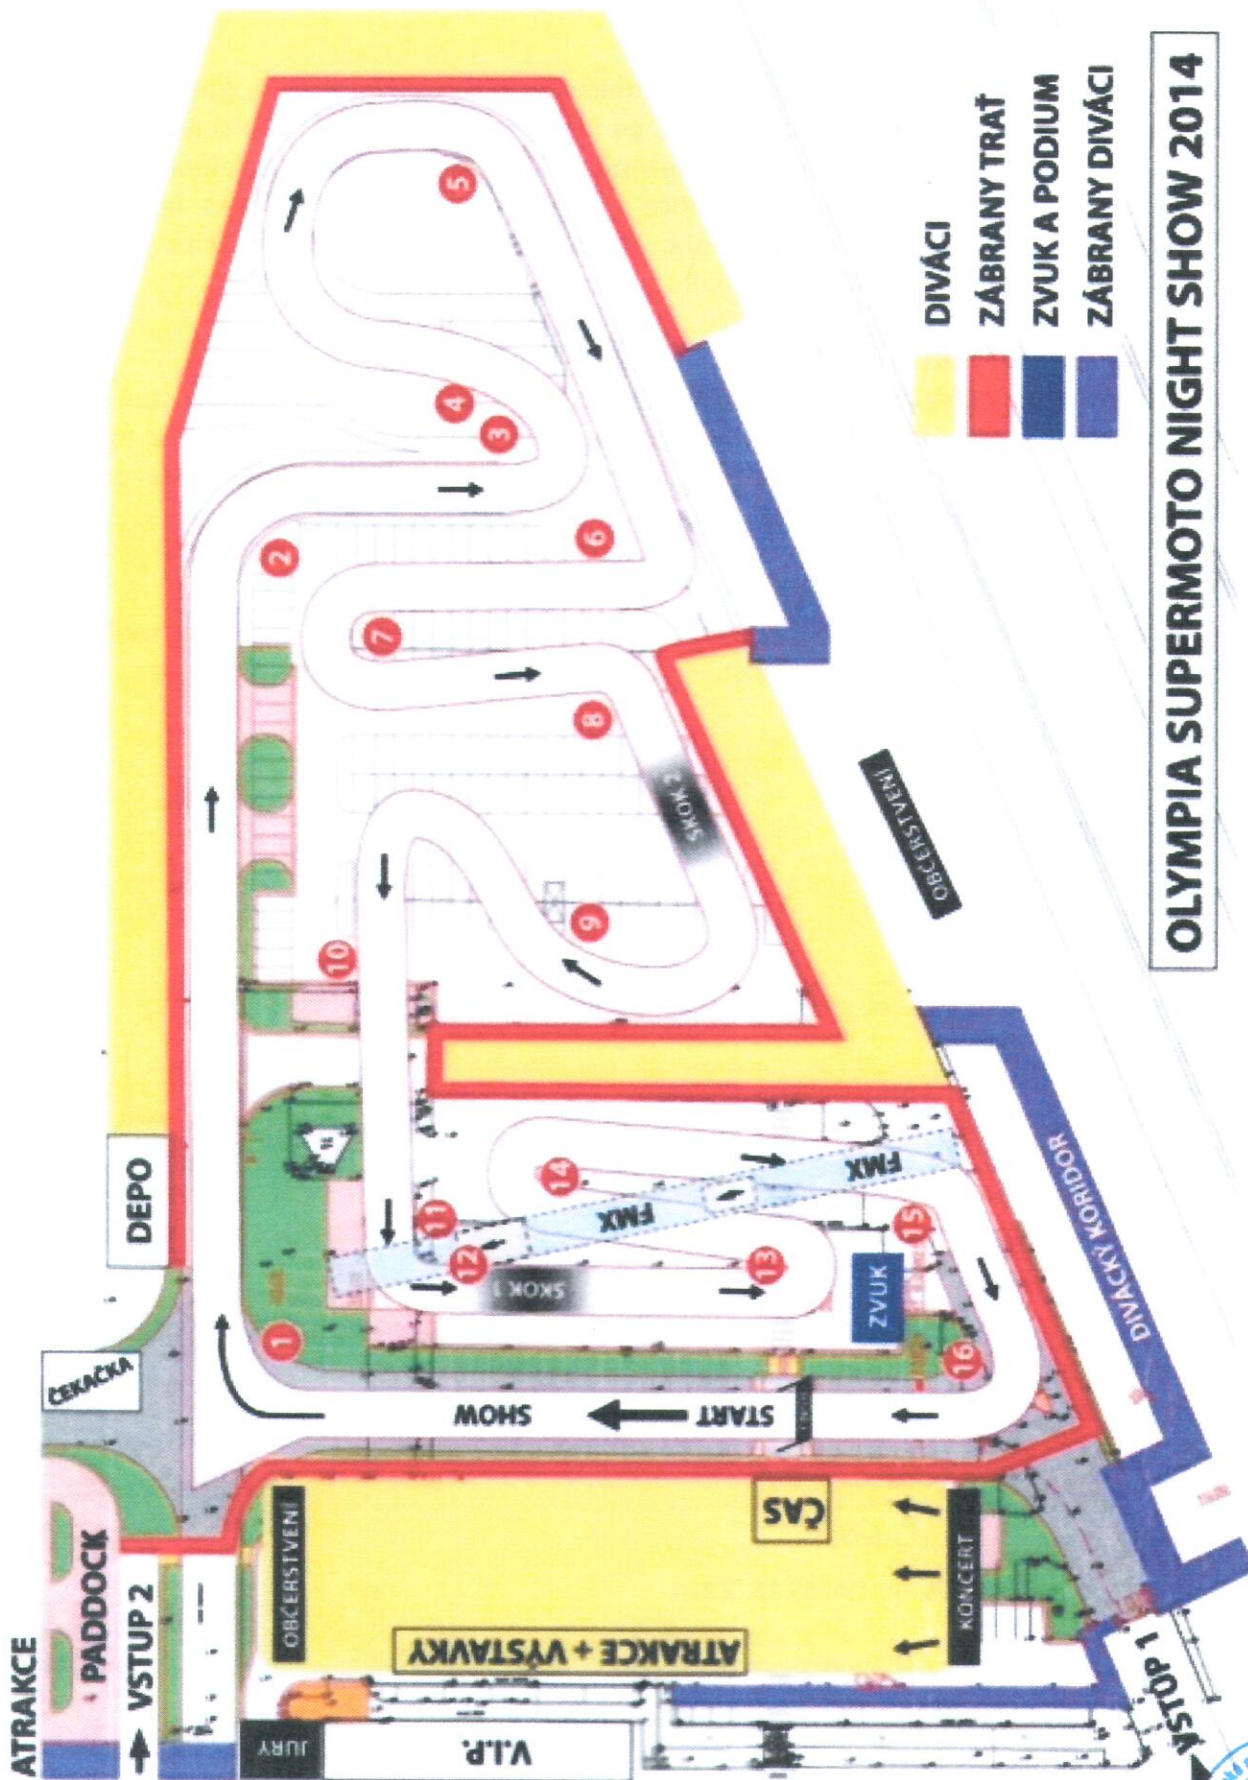 OLYMPIA SUPERMOTO NIGHT SHOW 2014
DIVÁCI
ZÁBRANY TRAŤ
ZVUK A PODIUM
ZÁBRANY DIVÁCI
ATRAKCE
PADDOCK
VSTUP 2
ČEKAČKA
DEPO
JURY
V.I.P.
OBČERSTVENÍ
ATRAKCE + VÝSTAVKY
KONCERT
ČAS
VSTUP 1
START
SHOW
ZVUK
SKOK 1
FMX
FMX
SKOK 2
OBČERSTVENÍ
DIVÁCKÝ KORIDOR
1
2
3
4
5
6
7
8
9
10
11
12
13
14
15
16